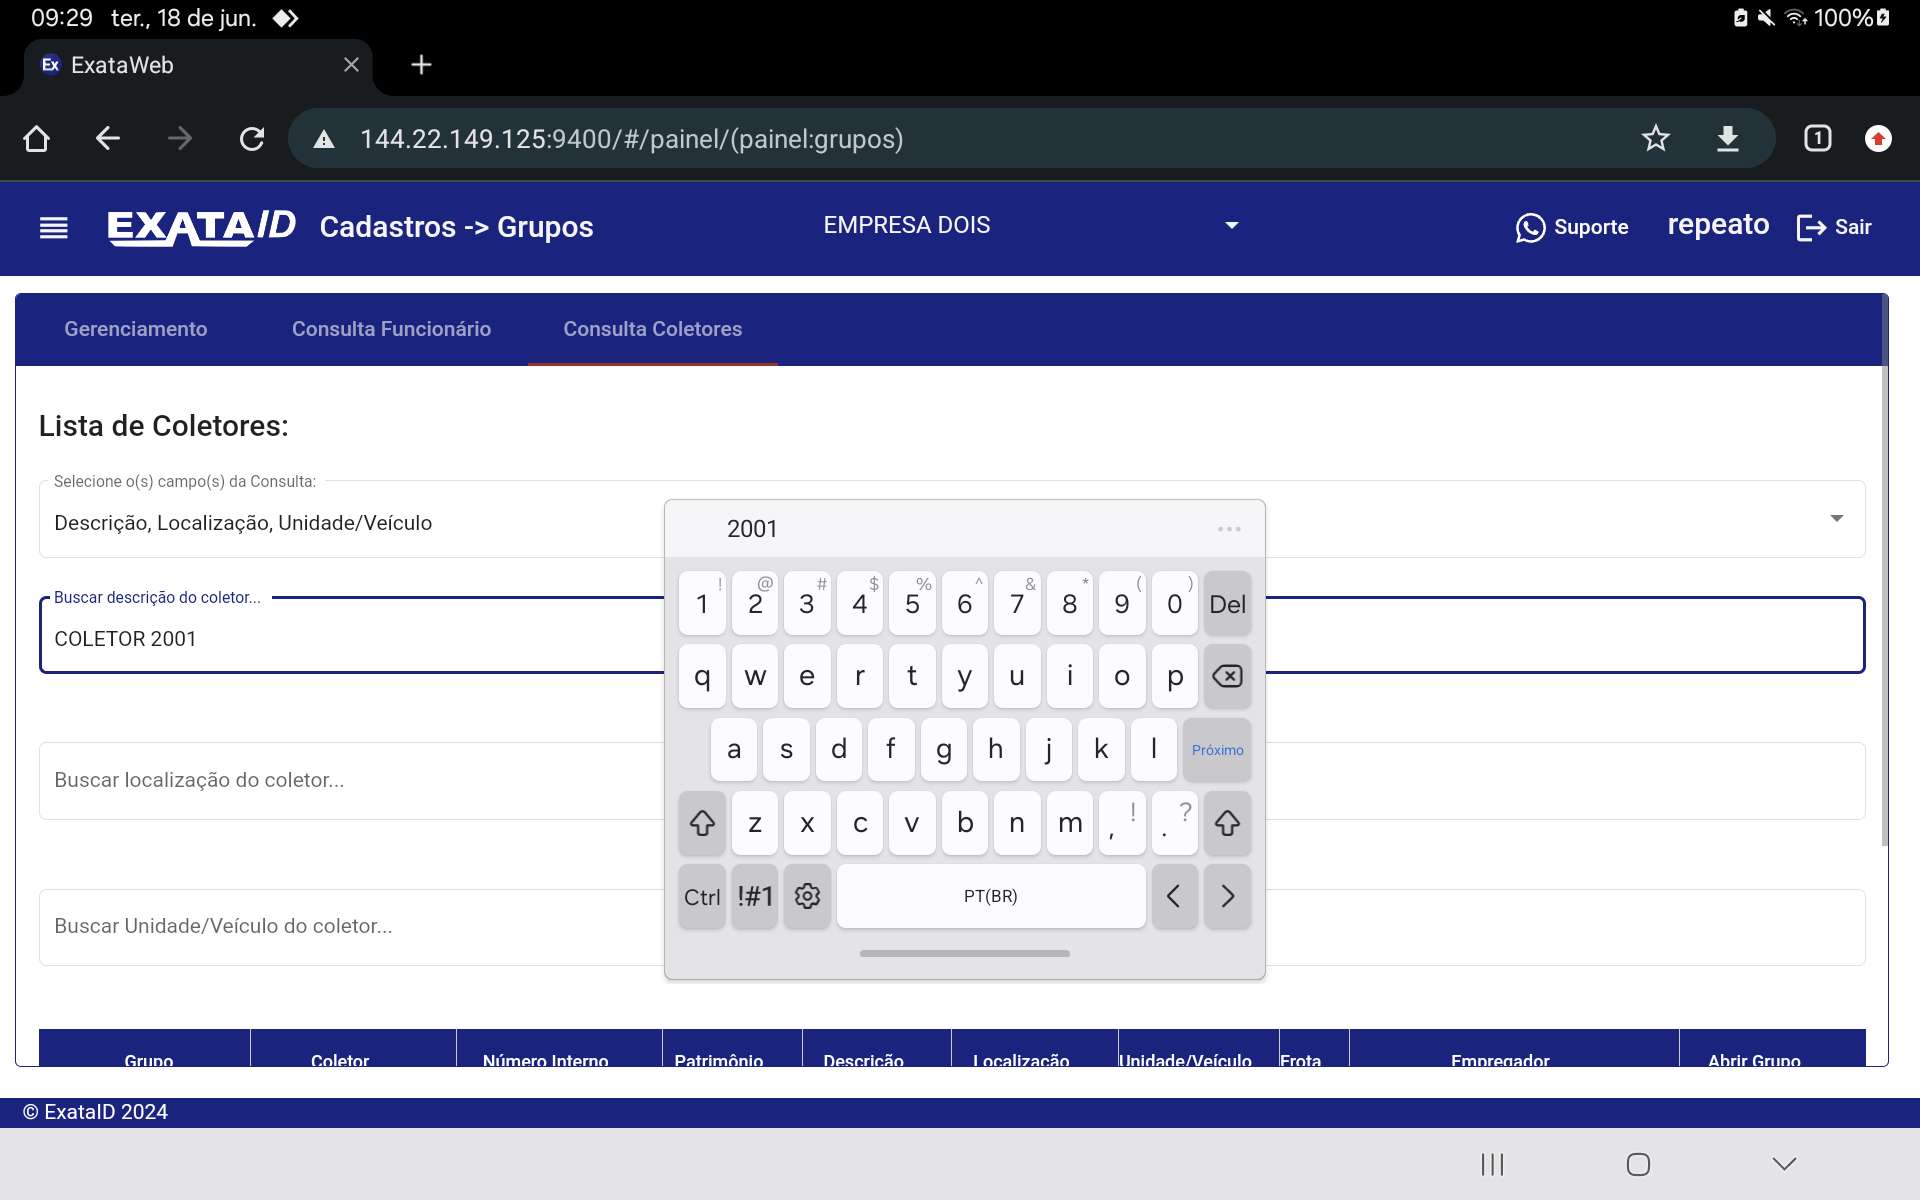 09:29 ter., 18 de jun. 100%
Ex ExataWeb
144.22.149.125:9400/#/painel/(painel:grupos)
1
EXATA/D Cadastros -> Grupos EMPRESA DOIS Suporte repeato Sair
Gerenciamento Consulta Funcionário Consulta Coletores
Lista de Coletores:
Selecione o(s) campo(s) da Consulta:
Descrição, Localização, Unidade/Veículo
Buscar descrição do coletor...
COLETOR 2001
Buscar localização do coletor...
Buscar Unidade/Veículo do coletor...
2001 ...
! @ # $ % ^ & * ( )
1 2 3 4 5 6 7 8 9 0 Del
q w e r t y u i o p
a s d f g h j k l Próximo
z x c v b n m , ! . ?
Ctrl !#1 PT(BR) < >
Grupo Coletor Número Interno Patrimônio Descrição Localização Unidade/Veículo Frota Empregador Abrir Grupo
© ExataID 2024